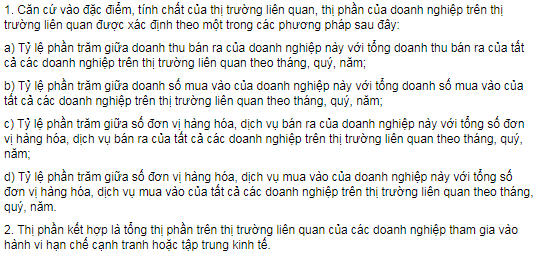 1. Căn cứ vào đặc điểm, tính chất của thị trường liên quan, thị phần của doanh nghiệp trên thị
trường liên quan được xác định theo một trong các phương pháp sau đây:
a) Tỷ lệ phần trăm giữa doanh thu bán ra của doanh nghiệp này với tổng doanh thu bán ra của tất
cả các doanh nghiệp trên thị trường liên quan theo tháng, quý, năm;
b) Tỷ lệ phần trăm giữa doanh số mua vào của doanh nghiệp này với tổng doanh số mua vào của
tất cả các doanh nghiệp trên thị trường liên quan theo tháng, quý, năm;
c) Tỷ lệ phần trăm giữa số đơn vị hàng hóa, dịch vụ bán ra của doanh nghiệp này với tổng số đơn
vị hàng hóa, dịch vụ bán ra của tất cả các doanh nghiệp trên thị trường liên quan theo tháng, quý,
năm;
d) Tỷ lệ phần trăm giữa số đơn vị hàng hóa, dịch vụ mua vào của doanh nghiệp này với tổng số
đơn vị hàng hóa, dịch vụ mua vào của tất cả các doanh nghiệp trên thị trường liên quan theo tháng,
quý, năm.
2. Thị phần kết hợp là tổng thị phần trên thị trường liên quan của các doanh nghiệp tham gia vào
hành vi hạn chế cạnh tranh hoặc tập trung kinh tế.